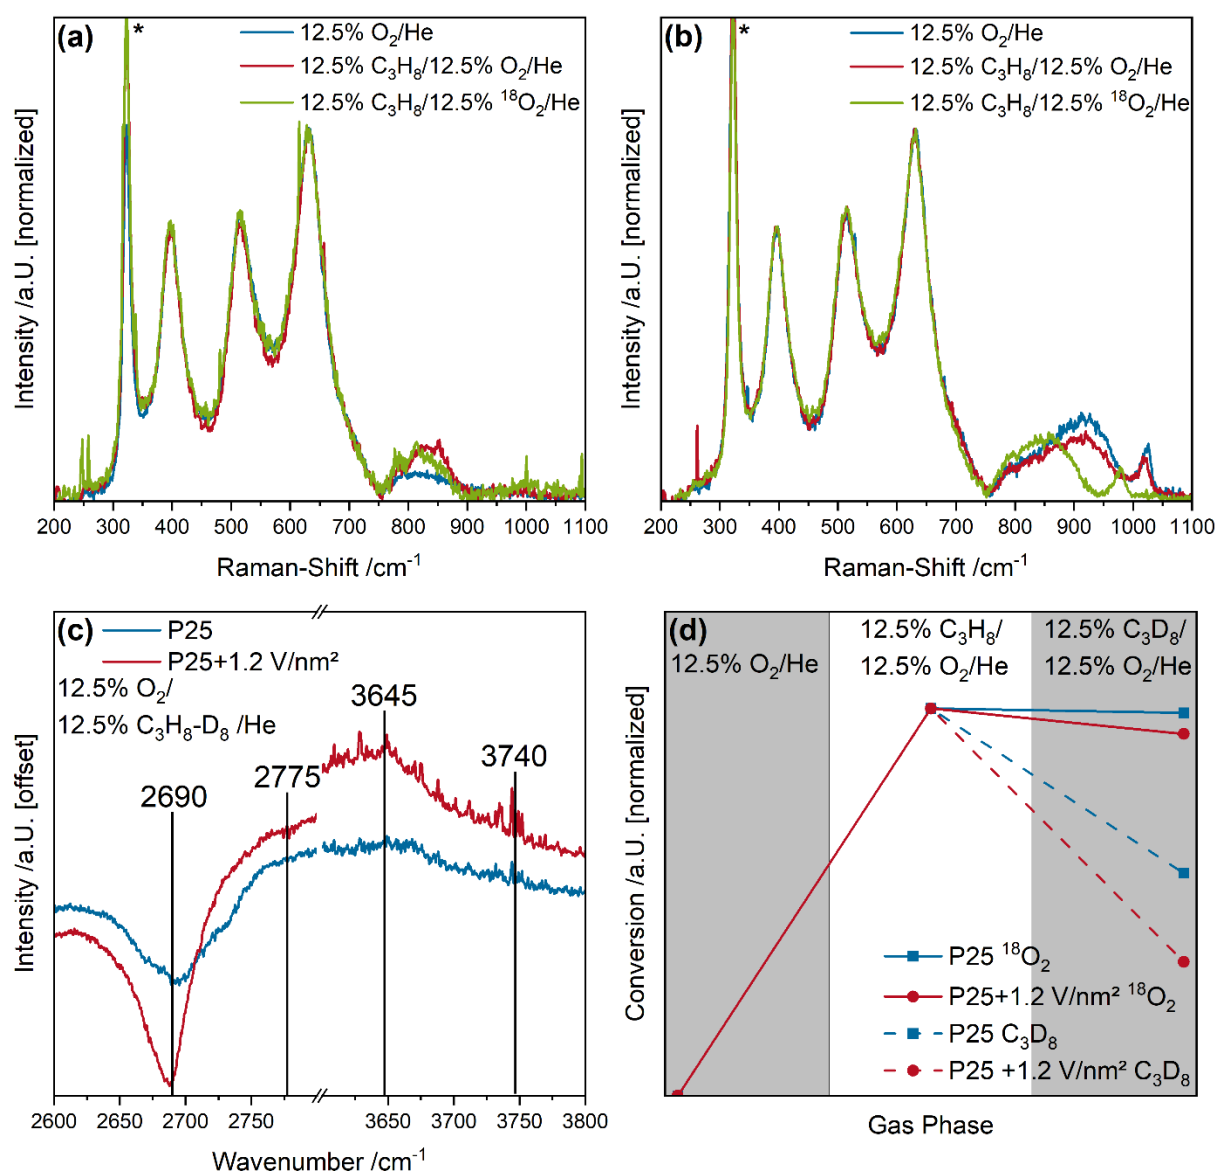 (a)
*
12.5% O₂/He
12.5% C₃H₈/12.5% O₂/He
12.5% C₃H₈/12.5% ¹⁸O₂/He
Intensity /a.U. [normalized]
200 300 400 500 600 700 800 900 1000 1100
Raman-Shift /cm⁻¹
(b)
*
12.5% O₂/He
12.5% C₃H₈/12.5% O₂/He
12.5% C₃H₈/12.5% ¹⁸O₂/He
Intensity /a.U. [normalized]
200 300 400 500 600 700 800 900 1000 1100
Raman-Shift /cm⁻¹
(c)
P25
P25+1.2 V/nm²
12.5% O₂/
12.5% C₃H₈-D₈ /He
3645
2775
3740
2690
Intensity /a.U. [offset]
2600 2650 2700 2750 3650 3700 3750 3800
Wavenumber /cm⁻¹
(d)
12.5% O₂/He
12.5% C₃H₈/
12.5% O₂/He
12.5% C₃D₈/
12.5% O₂/He
P25 ¹⁸O₂
P25+1.2 V/nm² ¹⁸O₂
P25 C₃D₈
P25 +1.2 V/nm² C₃D₈
Conversion /a.U. [normalized]
Gas Phase